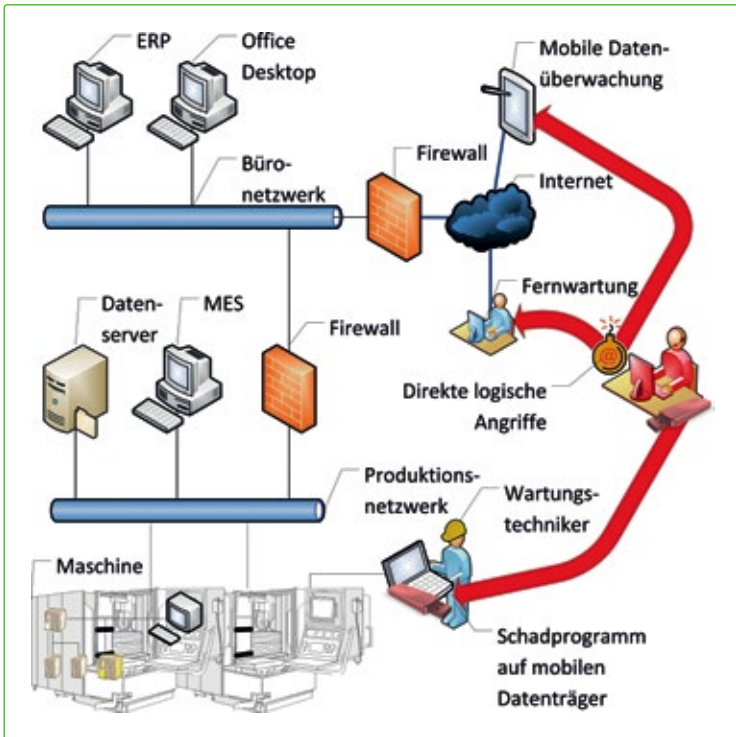 ERP
Office
Desktop
Mobile Daten-
überwachung
Büro-
netzwerk
Firewall
Internet
Daten-
server
MES
Firewall
Fernwartung
@
Direkte logische
Angriffe
Produktions-
netzwerk
Wartungs-
techniker
Maschine
Schadprogramm
auf mobilen
Datenträger